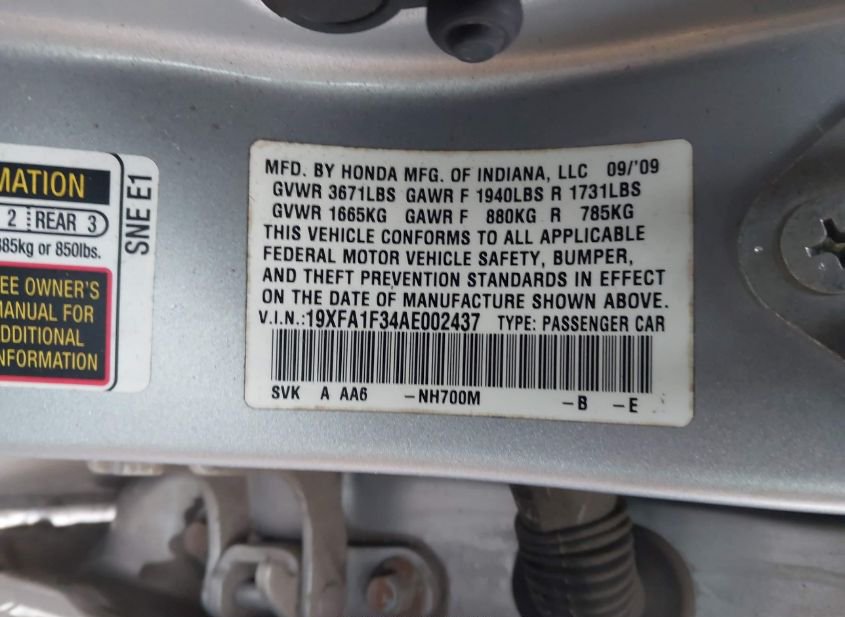 MATION
2 REAR 3
385kg or 850lbs.
EE OWNER'S
MANUAL FOR
DDITIONAL
NFORMATION
SNE E1
MFD. BY HONDA MFG. OF INDIANA, LLC 09/'09
GVWR 3671LBS GAWR F 1940LBS R 1731LBS
GVWR 1665KG GAWR F 880KG R 785KG
THIS VEHICLE CONFORMS TO ALL APPLICABLE
FEDERAL MOTOR VEHICLE SAFETY, BUMPER,
AND THEFT PREVENTION STANDARDS IN EFFECT
ON THE DATE OF MANUFACTURE SHOWN ABOVE.
V.I.N.:19XFA1F34AE002437 TYPE: PASSENGER CAR
SVK A AA6 -NH700M -B -E